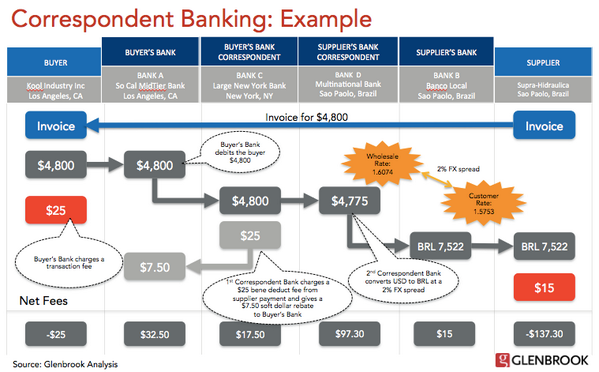 Correspondent Banking: Example
BUYER
BUYER'S BANK
BUYER'S BANK
CORRESPONDENT
SUPPLIER'S BANK
CORRESPONDENT
SUPPLIER'S BANK
SUPPLIER
Kool Industry Inc
Los Angeles, CA
BANK A
So Cal MidTier Bank
Los Angeles, CA
BANK C
Large New York Bank
New York, NY
BANK D
Multinational Bank
Sao Paolo, Brazil
BANK B
Banco Local
Sao Paolo, Brazil
Supra-Hidraulica
Sao Paolo, Brazil
Invoice
Invoice for $4,800
Invoice
$4,800
$4,800
Buyer's Bank
debits the buyer
$4,800
Wholesale
Rate:
1.6074
2% FX spread
Customer
Rate:
1.5753
$25
$4,800
$4,775
$25
BRL 7,522
BRL 7,522
Buyer's Bank charges a
transaction fee
$7.50
1st Correspondent Bank charges a
$25 bene deduct fee from
supplier payment and gives a
$7.50 soft dollar rebate
to Buyer's Bank
2nd Correspondent Bank
converts USD to BRL at a
2% FX spread
$15
Net Fees
-$25
$32.50
$17.50
$97.30
$15
-$137.30
Source: Glenbrook Analysis
GLENBROOK